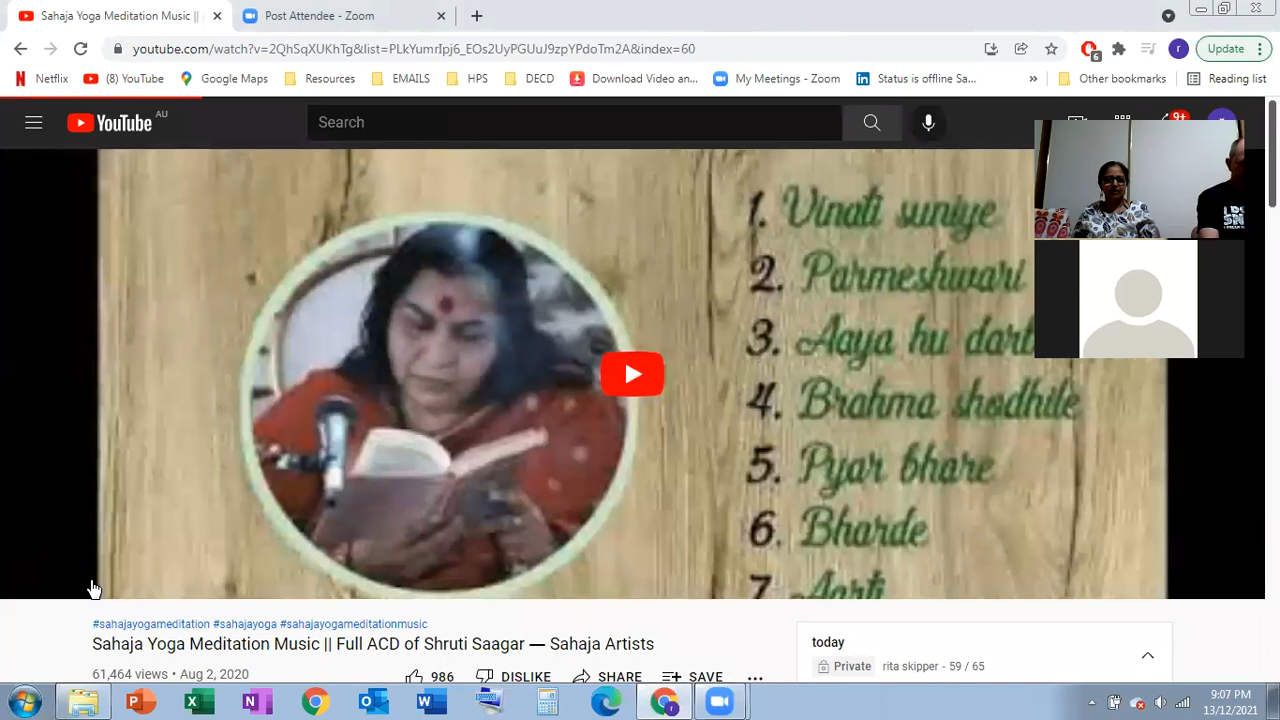 Sahaja Yoga Meditation Music ||
Post Attendee - Zoom
youtube.com/watch?v=2QhSqXUKhTg&list=PLkYumrIpj6_EOs2UyPGUuJ9zpYPdoTm2A&index=60
6
r
Update
Netflix
(8) YouTube
Google Maps
Resources
EMAILS
HPS
DECD
Download Video an...
My Meetings - Zoom
Status is offline Sa...
»
Other bookmarks
Reading list
YouTube AU
Search
9+
1. Vinati suniye
2. Parmeshwari
3. Aaya hu
4. Brahma shodhile
5. Pyar bhare
6. Bharde
7. Aarti
#sahajayogameditation #sahajayoga #sahajayogameditationmusic
Sahaja Yoga Meditation Music || Full ACD of Shruti Saagar — Sahaja Artists
61,464 views • Aug 2, 2020
986
DISLIKE
SHARE
SAVE
today
Private
rita skipper - 59 / 65
9:07 PM
13/12/2021